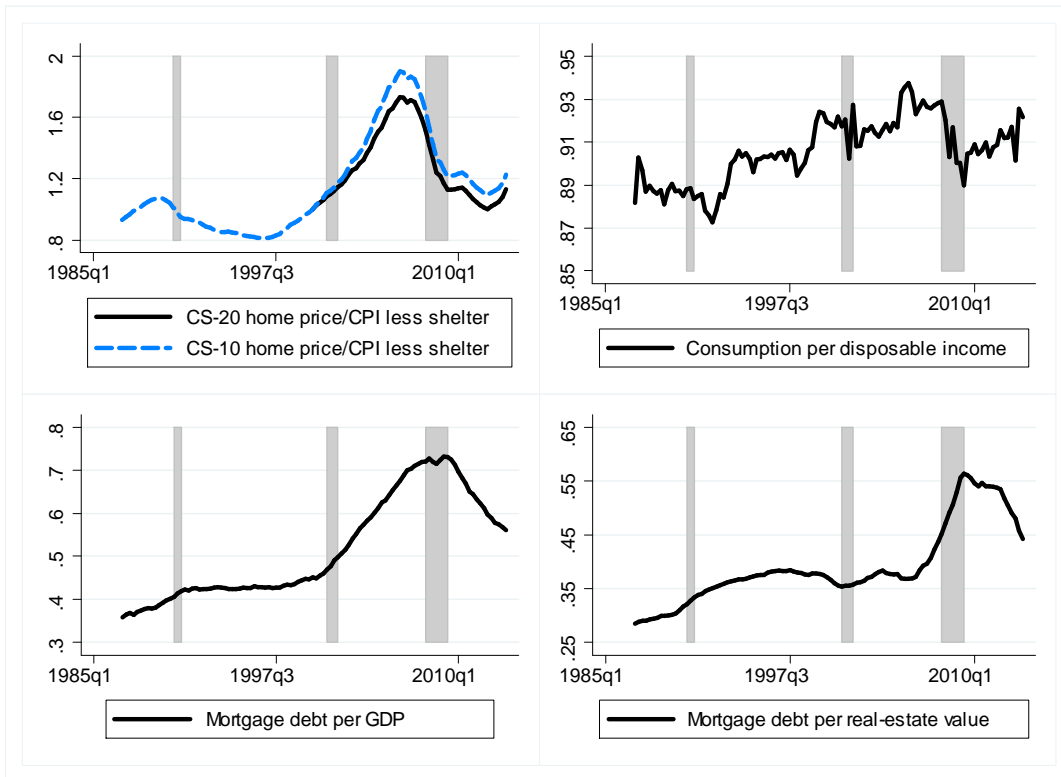 2
1.6
1.2
.8
1985q1 1997q3 2010q1
CS-20 home price/CPI less shelter
CS-10 home price/CPI less shelter
.95
.93
.91
.89
.87
.85
1985q1 1997q3 2010q1
Consumption per disposable income
.8
.7
.6
.5
.4
.3
1985q1 1997q3 2010q1
Mortgage debt per GDP
.65
.55
.45
.35
.25
1985q1 1997q3 2010q1
Mortgage debt per real-estate value